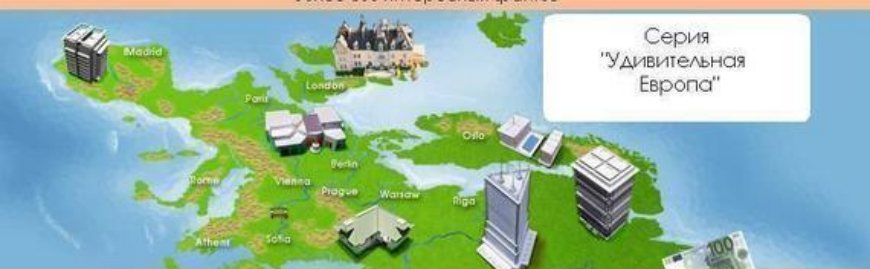 Серия
"Удивительная
Европа"
Madrid
London
Paris
Oslo
Berlin
Rome
Vienna
Prague
Warsaw
Riga
Athens
Sofia
100